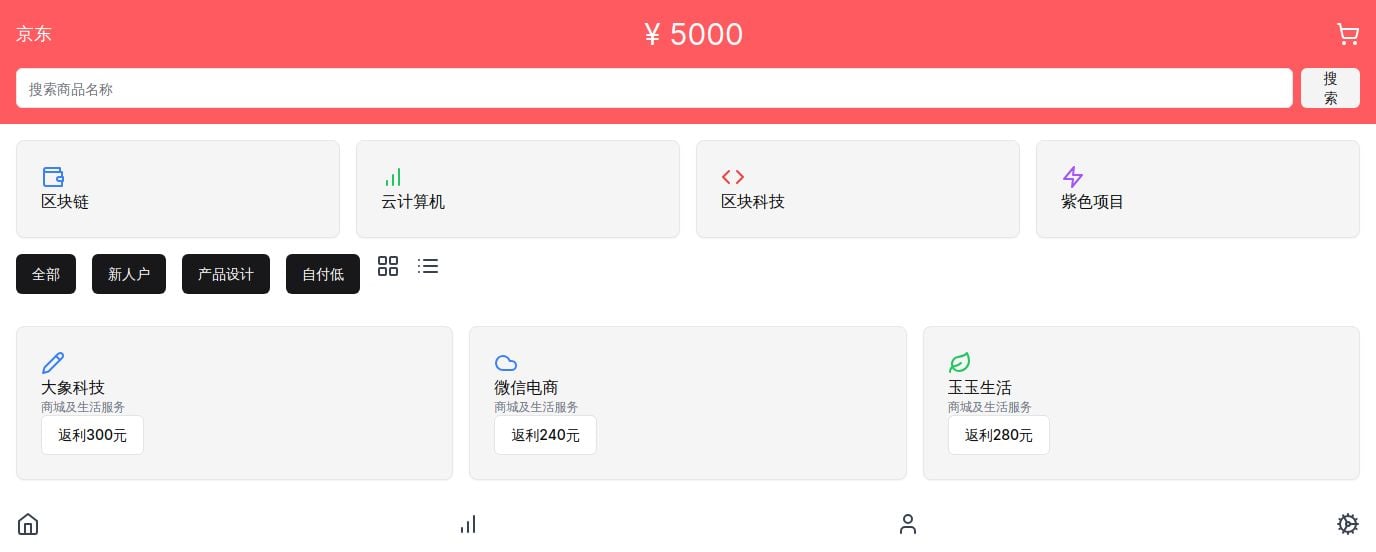 京东
¥ 5000
搜索商品名称
搜
索
区块链
云计算机
区块科技
紫色项目
全部
新人户
产品设计
自付低
大象科技
商城及生活服务
返利300元
微信电商
商城及生活服务
返利240元
玉玉生活
商城及生活服务
返利280元